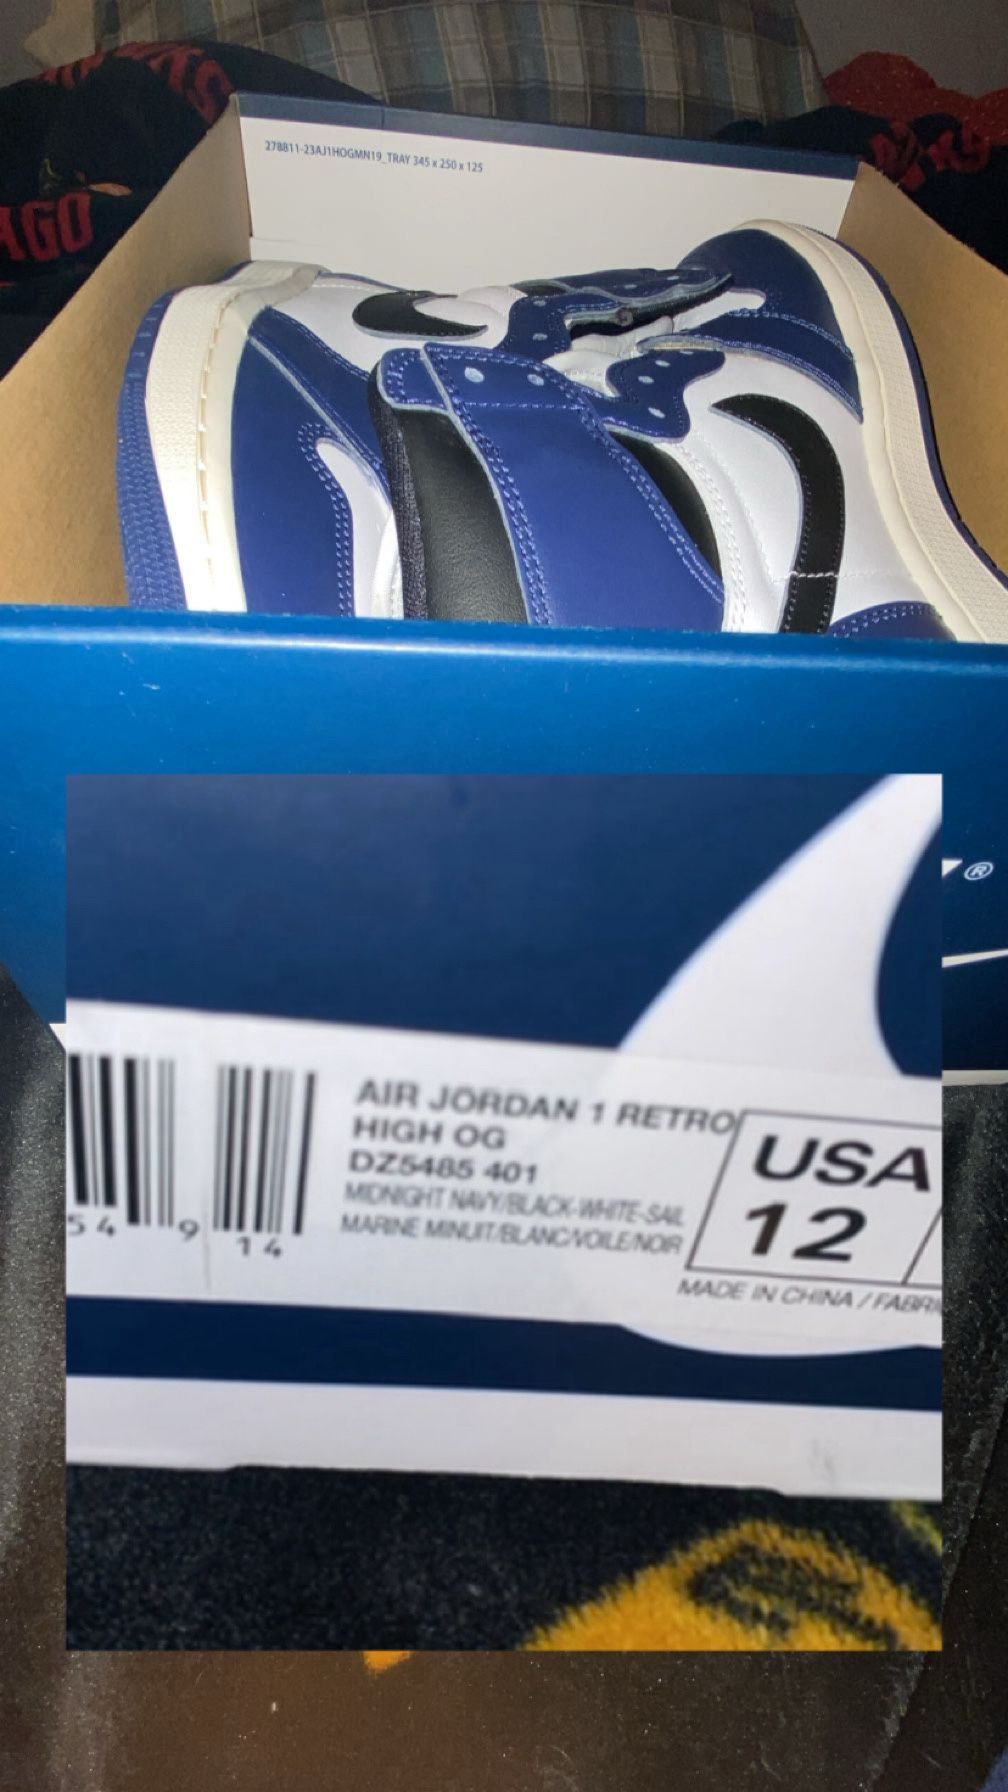 278811-23AJ1HOGMN19_TRAY 345 x 250 x 125
AGO
®
AIR JORDAN 1 RETRO
HIGH OG
DZ5485 401
MIDNIGHT NAVY/BLACK-WHITE-SAIL
MARINE MINUIT/BLANC/VOILE/NOIR
USA
12
54 9 14
MADE IN CHINA / FABRI